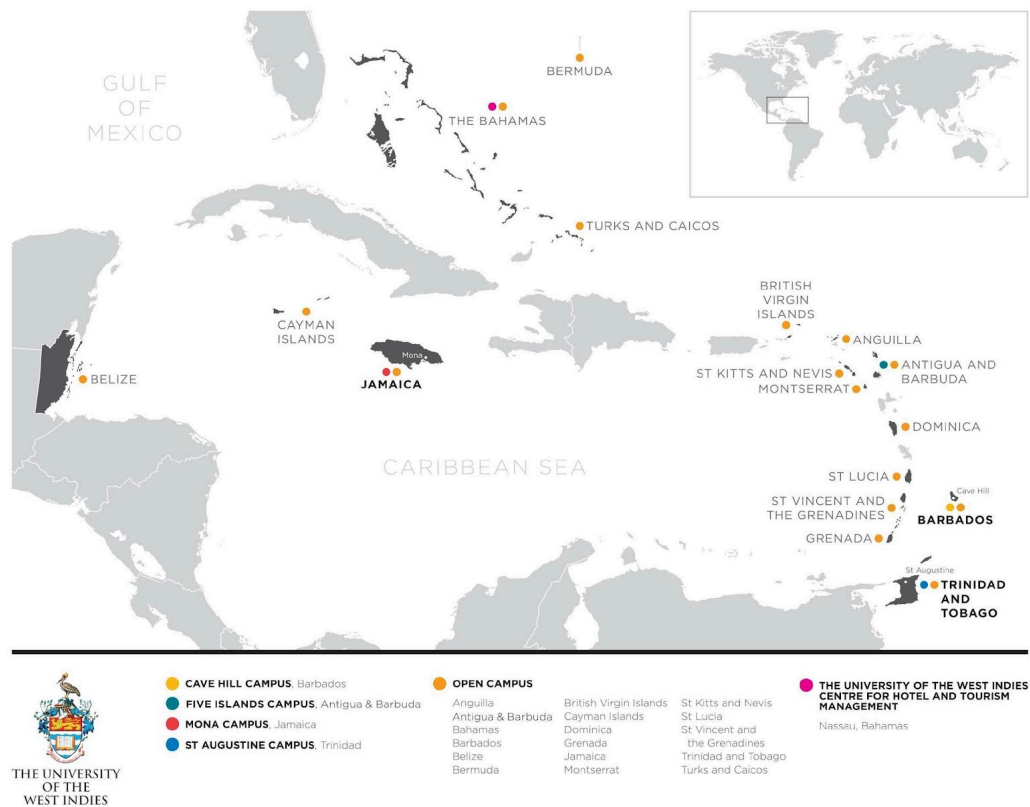 GULF
OF
MEXICO
BERMUDA
THE BAHAMAS
TURKS AND CAICOS
BRITISH
VIRGIN
ISLANDS
CAYMAN
ISLANDS
ANGUILLA
Mona
JAMAICA
BELIZE
ST KITTS AND NEVIS
MONTSERRAT
ANTIGUA AND
BARBUDA
DOMINICA
CARIBBEAN SEA
ST LUCIA
Cave Hill
BARBADOS
ST VINCENT AND
THE GRENADINES
GRENADA
St Augustine
TRINIDAD
AND
TOBAGO
THE UNIVERSITY
OF THE
WEST INDIES
CAVE HILL CAMPUS, Barbados
FIVE ISLANDS CAMPUS, Antigua & Barbuda
MONA CAMPUS, Jamaica
ST AUGUSTINE CAMPUS, Trinidad
OPEN CAMPUS
Anguilla
Antigua & Barbuda
Bahamas
Barbados
Belize
Bermuda
British Virgin Islands
Cayman Islands
Dominica
Grenada
Jamaica
Montserrat
St Kitts and Nevis
St Lucia
St Vincent and
the Grenadines
Trinidad and Tobago
Turks and Caicos
THE UNIVERSITY OF THE WEST INDIES
CENTRE FOR HOTEL AND TOURISM
MANAGEMENT
Nassau, Bahamas